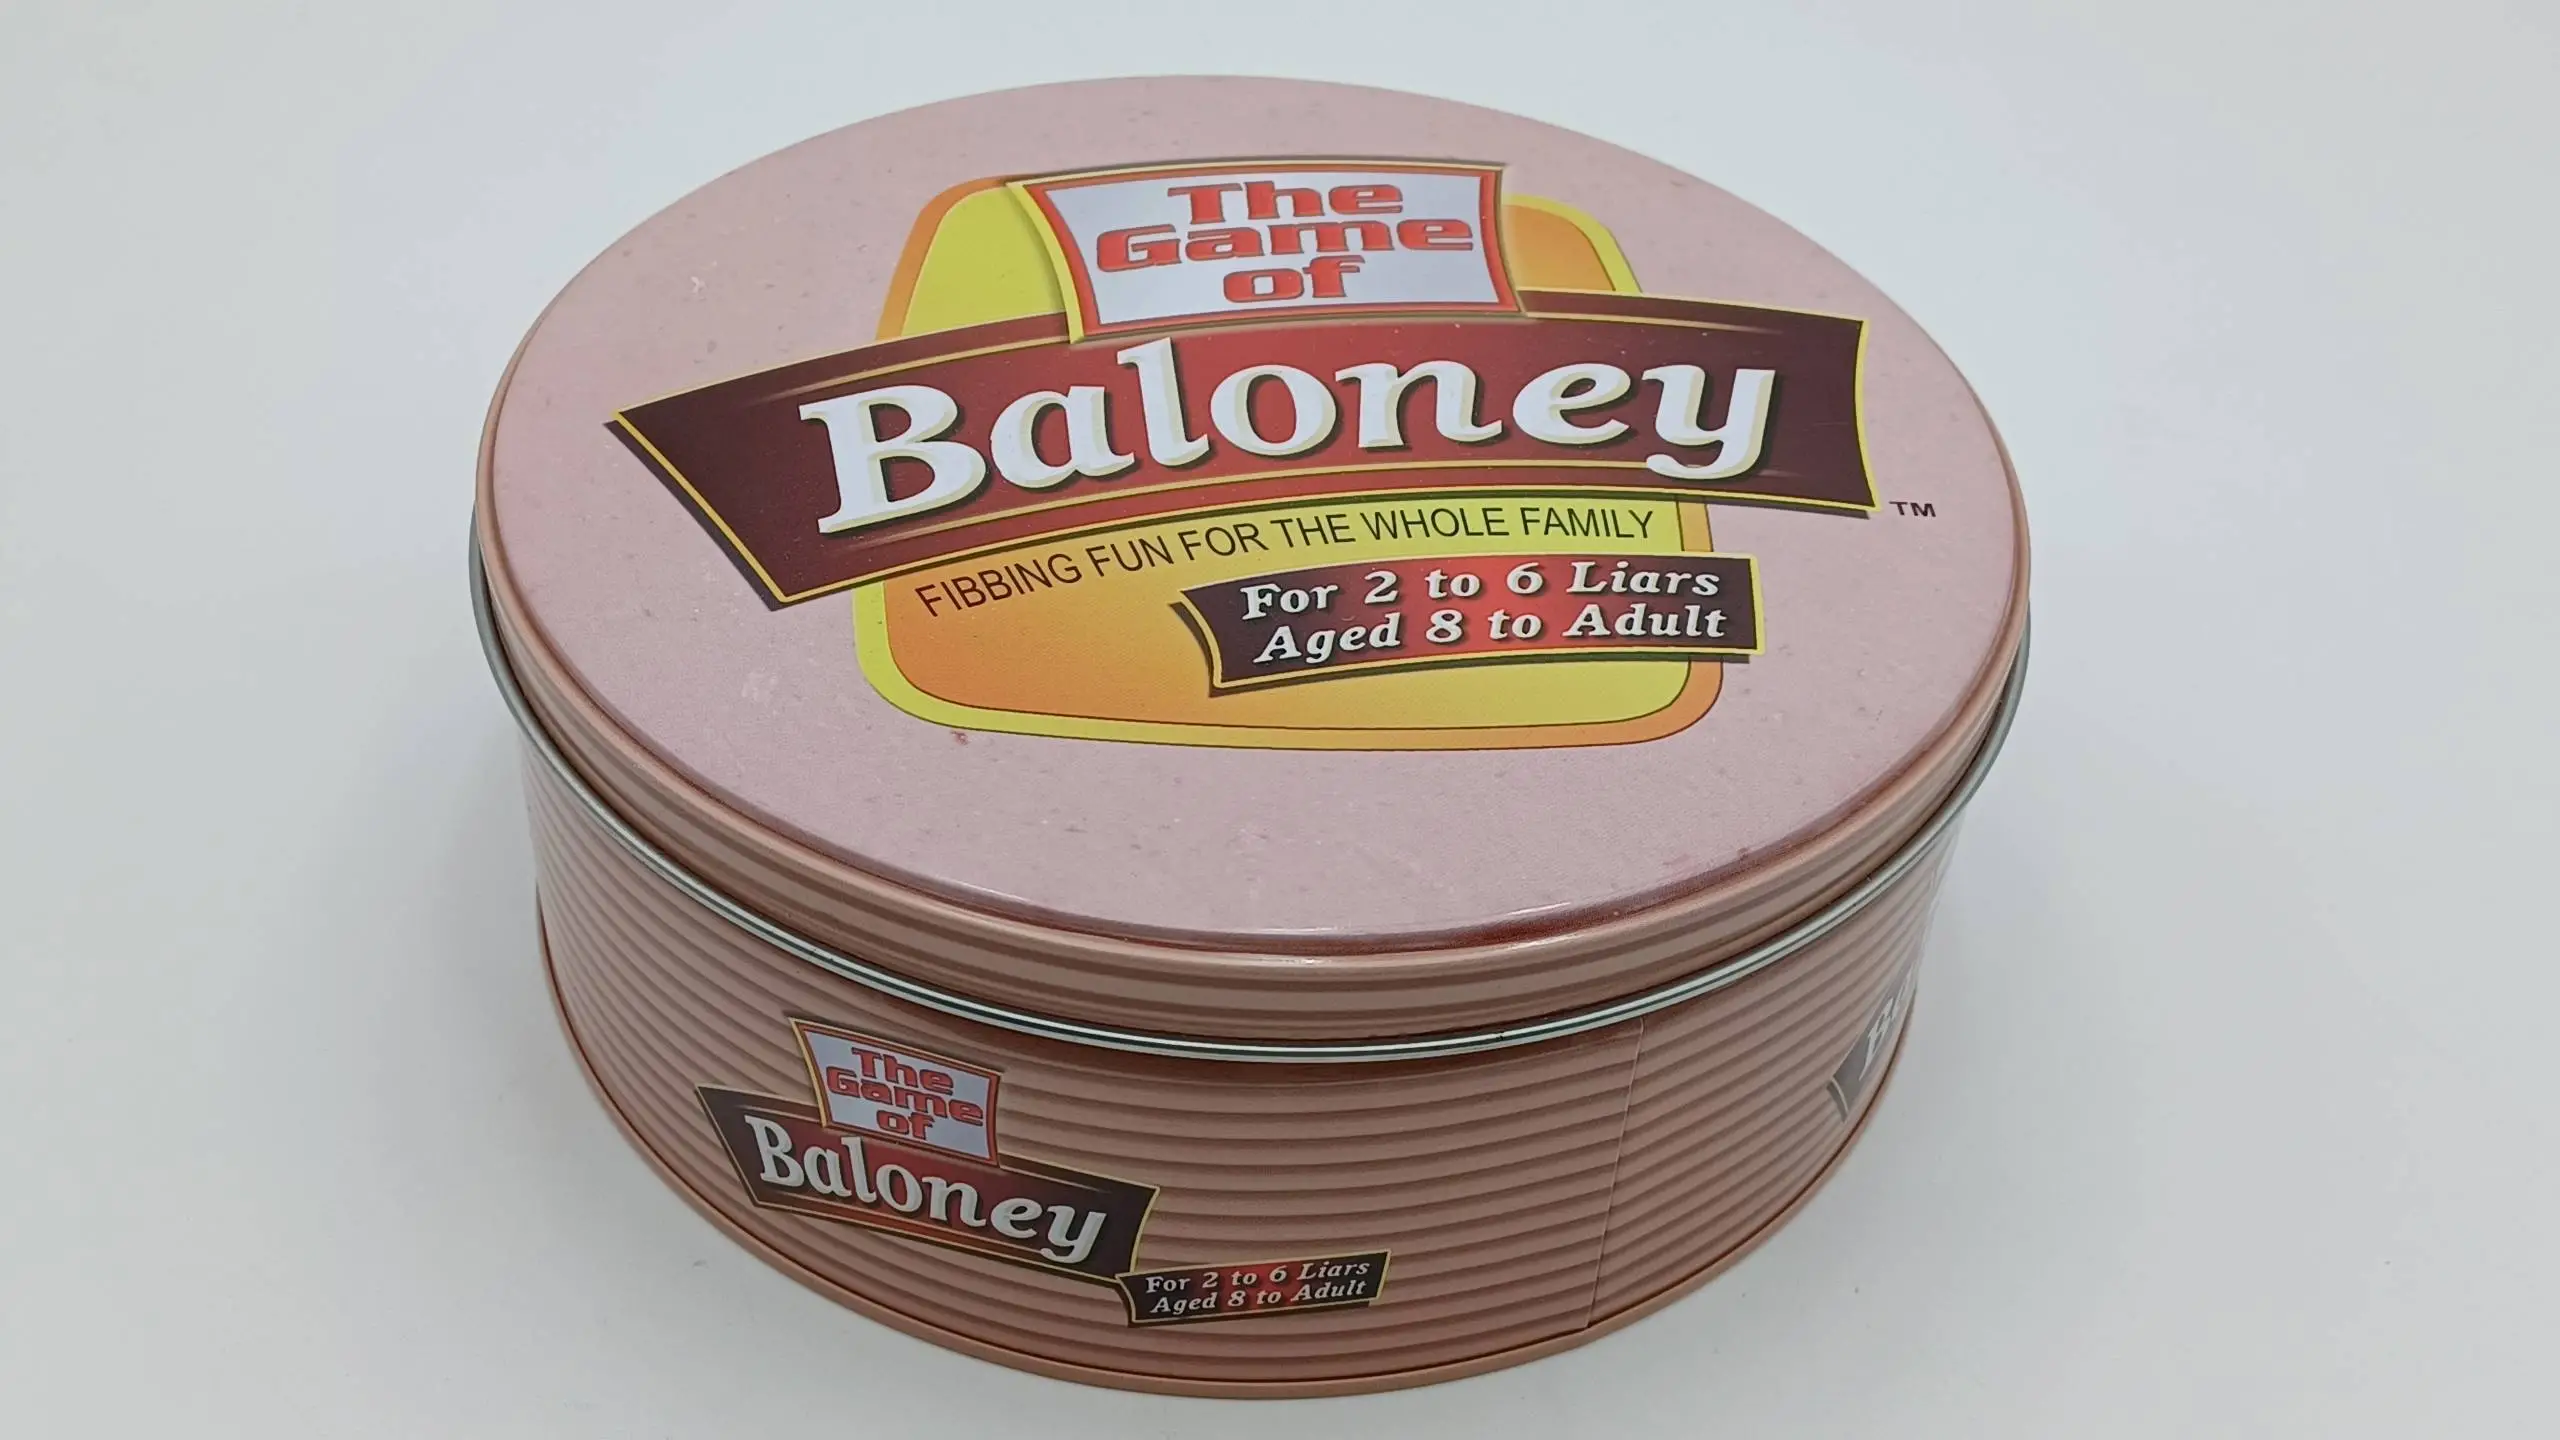 The
Game
of
Baloney
TM
FIBBING FUN FOR THE WHOLE FAMILY
For 2 to 6 Liars
Aged 8 to Adult
The
Game
of
Baloney
For 2 to 6 Liars
Aged 8 to Adult